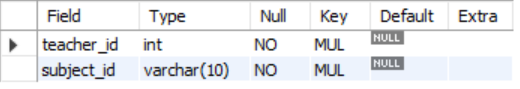 Field Type Null Key Default Extra
teacher_id int NO MUL NULL
subject_id varchar(10) NO MUL NULL